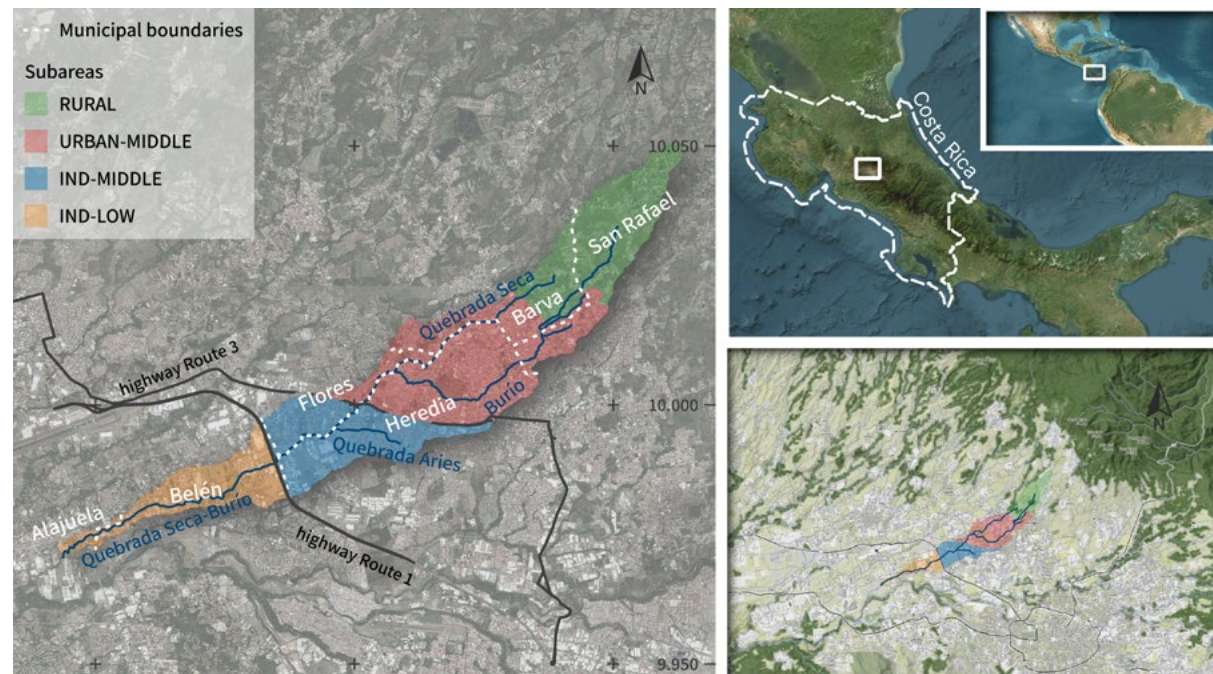 Municipal boundaries
Subareas
RURAL
URBAN-MIDDLE
IND-MIDDLE
IND-LOW
N
10.050
San Rafael
Quebrada Seca
Barva
highway Route 3
Flores
Heredia
Burío
10.000
Quebrada Aries
Belén
Alajuela
Quebrada Seca-Burío
highway Route 1
9.950
Costa Rica
N